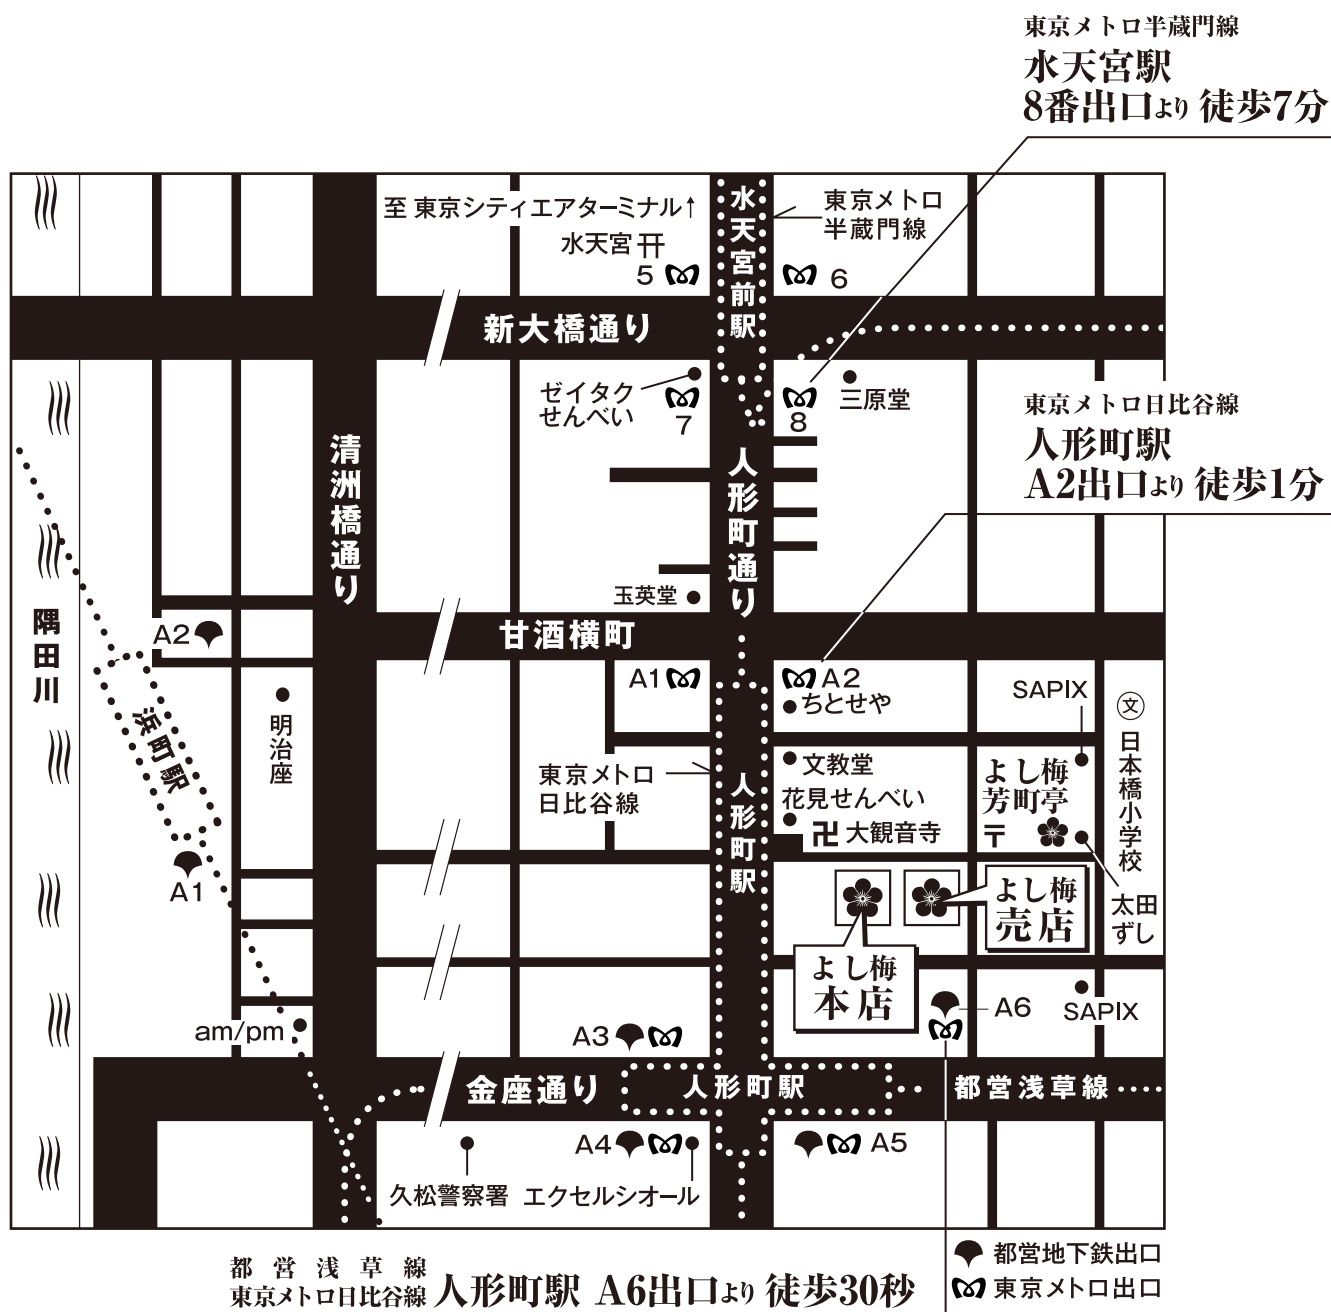 東京メトロ半蔵門線
水天宮駅
8番出口より 徒歩7分
至 東京シティエアターミナル↑
水天宮
5
水天宮前駅
東京メトロ
半蔵門線
6
新大橋通り
ゼイタク
せんべい
7
8
三原堂
東京メトロ日比谷線
人形町駅
A2出口より 徒歩1分
清洲橋通り
人形町通り
玉英堂
甘酒横町
隅田川
A2
浜町駅
明治座
A1
A1
A2
ちとせや
SAPIX
文
日本橋小学校
東京メトロ
日比谷線
人形町駅
文教堂
花見せんべい
卍 大観音寺
よし梅
芳町亭
〒
太田
ずし
よし梅
売店
よし梅
本店
A6
SAPIX
am/pm
A3
金座通り
人形町駅
都営浅草線
A4
A5
久松警察署
エクセルシオール
都営浅草線
東京メトロ日比谷線
人形町駅 A6出口より 徒歩30秒
都営地下鉄出口
東京メトロ出口